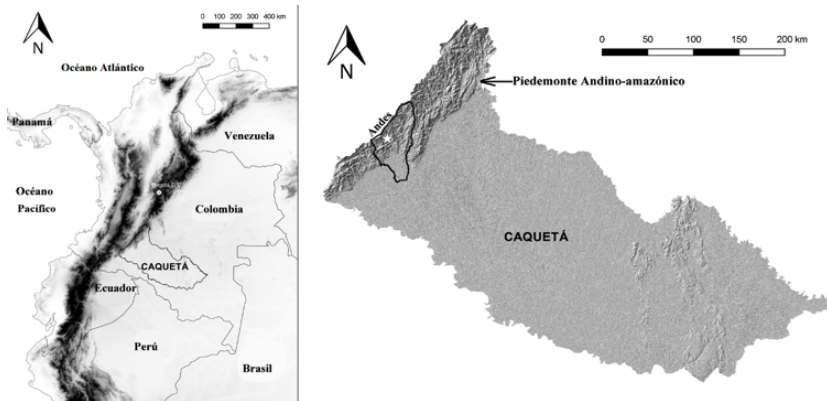 0 100 200 300 400 km
N
Océano Atlántico
Panamá
Venezuela
Océano
Pacífico
Colombia
CAQUETÁ
Ecuador
Perú
Brasil
0 50 100 150 200 km
N
Piedemonte Andino-amazónico
Andes
CAQUETÁ